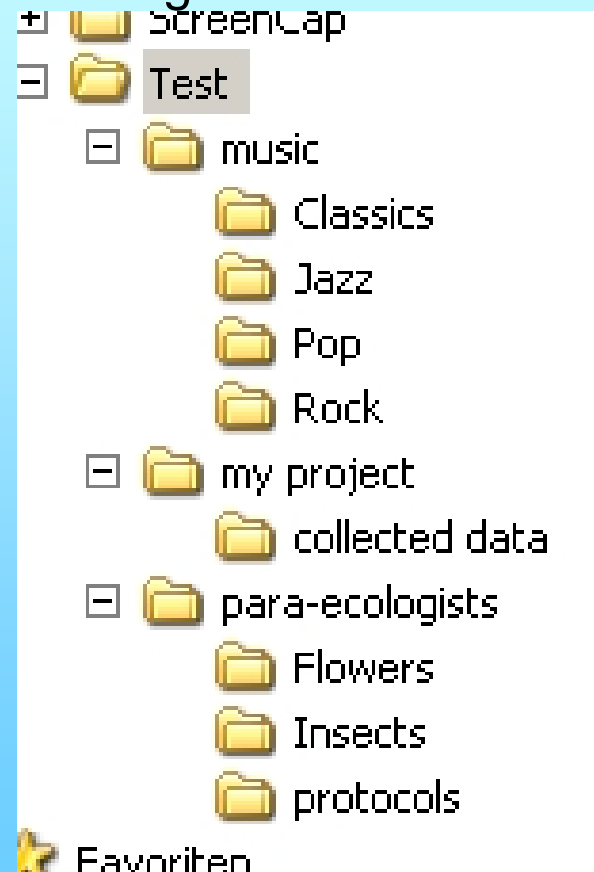 ScreenCap
Test
music
Classics
Jazz
Pop
Rock
my project
collected data
para-ecologists
Flowers
Insects
protocols
Favoriten